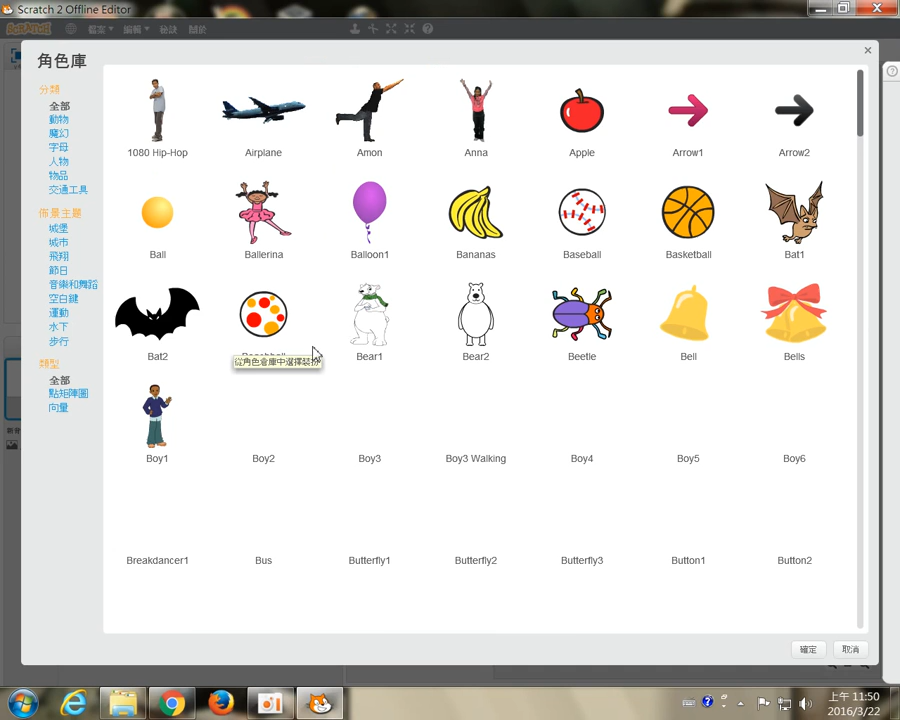 Scratch 2 Offline Editor
SCRATCH 檔案 編輯 秘訣 關於
角色庫
分類
全部
動物
魔幻
字母
人物
物品
交通工具
佈景主題
城堡
城市
飛翔
節日
音樂和舞蹈
空白鍵
運動
水下
步行
類型
全部
點矩陣圖
向量
1080 Hip-Hop Airplane Amon Anna Apple Arrow1 Arrow2
Ball Ballerina Balloon1 Bananas Baseball Basketball Bat1
Bat2 Beachball Bear1 Bear2 Beetle Bell Bells
從角色倉庫中選擇裝扮
Boy1 Boy2 Boy3 Boy3 Walking Boy4 Boy5 Boy6
Breakdancer1 Bus Butterfly1 Butterfly2 Butterfly3 Button1 Button2
確定 取消
上午 11:50
2016/3/22